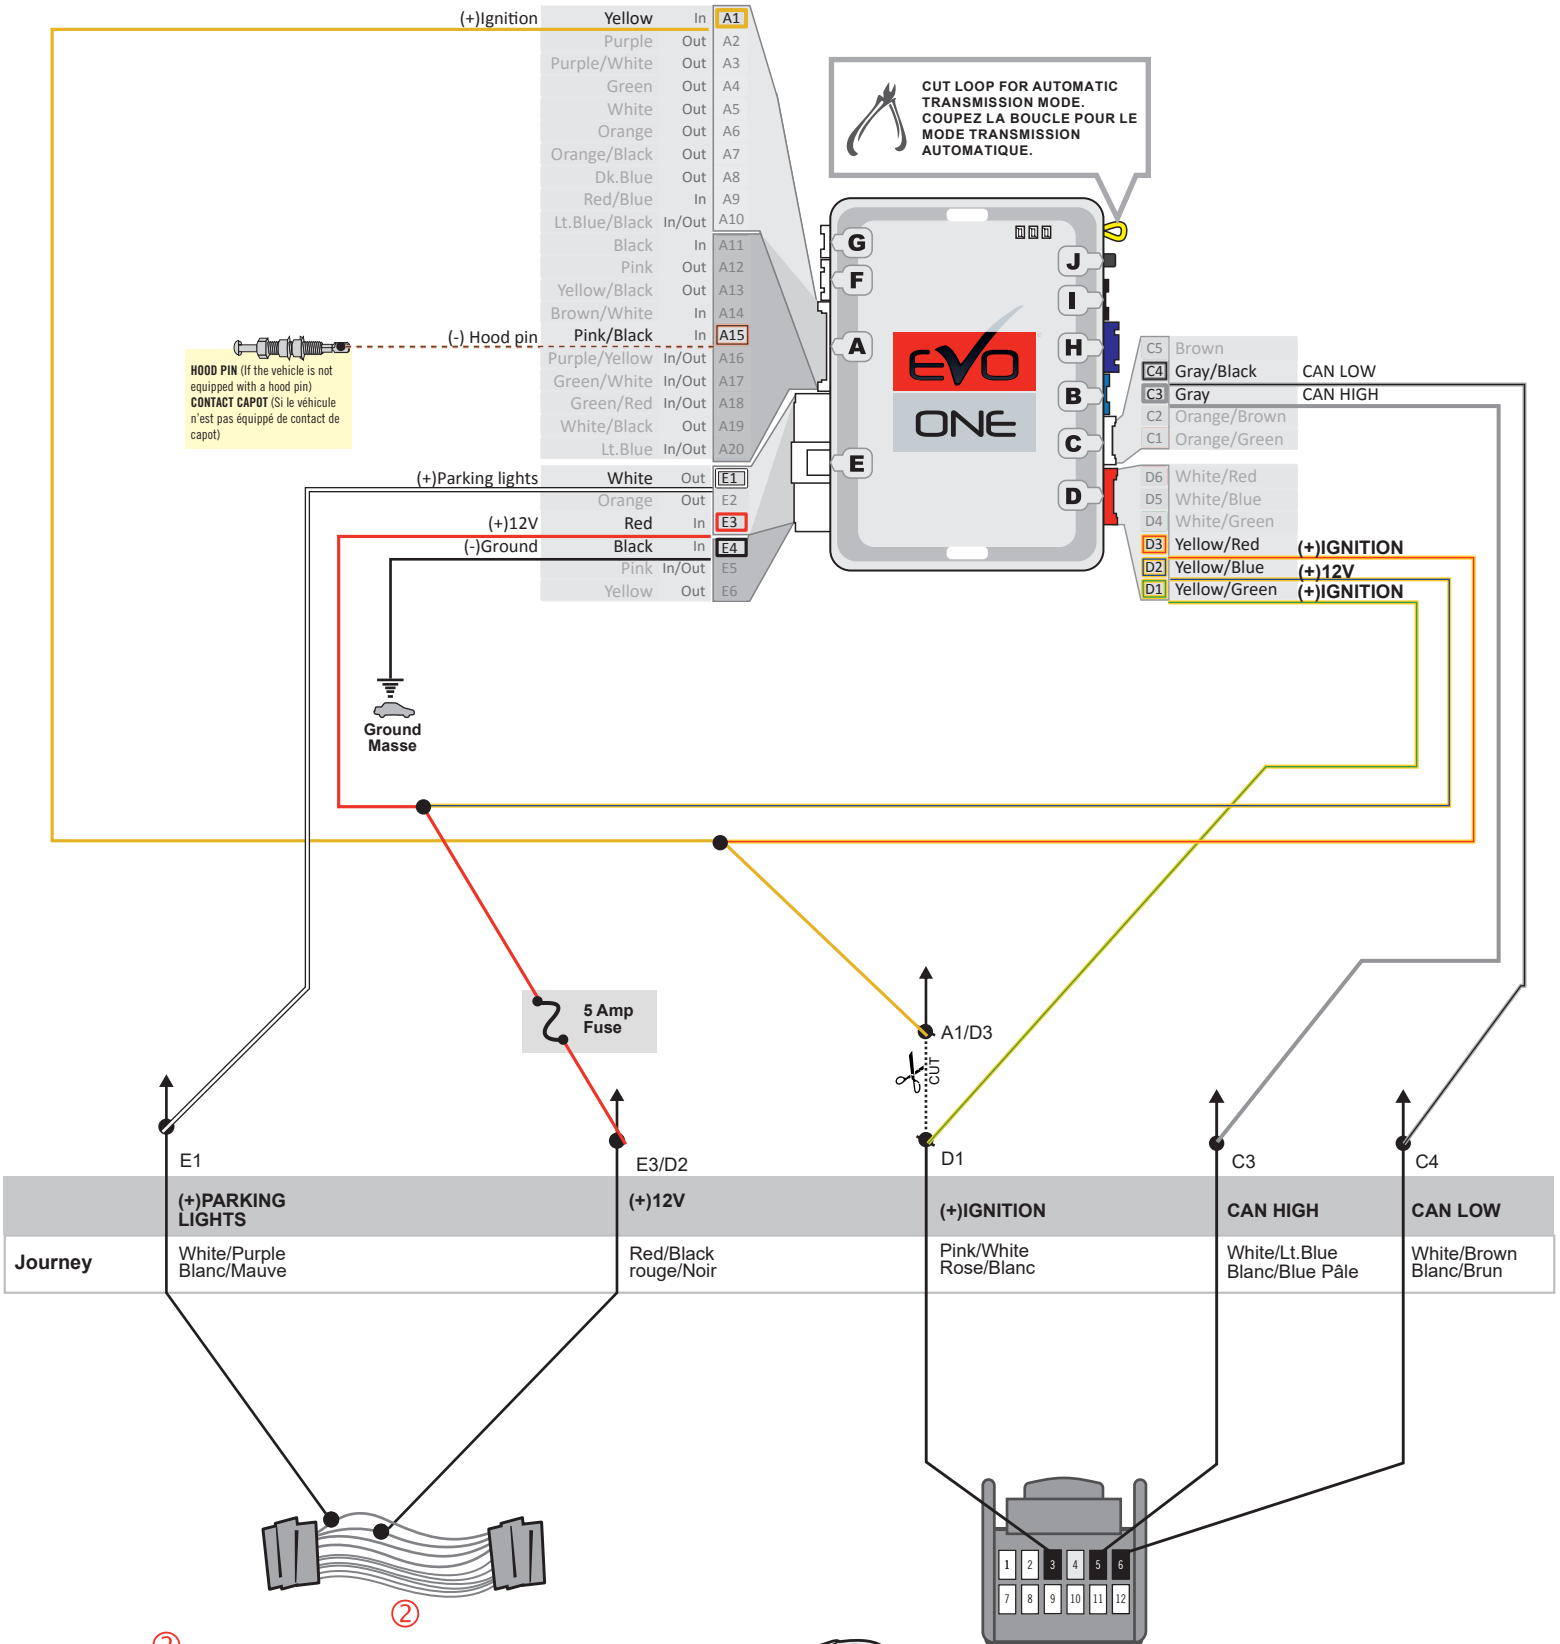 (+)Ignition Yellow In A1
Purple Out A2
Purple/White Out A3
Green Out A4
White Out A5
Orange Out A6
Orange/Black Out A7
Dk.Blue Out A8
Red/Blue In A9
Lt.Blue/Black In/Out A10
Black In A11
Pink Out A12
Yellow/Black Out A13
Brown/White In A14
(-) Hood pin Pink/Black In A15
Purple/Yellow In/Out A16
Green/White In/Out A17
Green/Red In/Out A18
White/Black Out A19
Lt.Blue In/Out A20
(+)Parking lights White Out E1
Orange Out E2
(+)12V Red In E3
(-)Ground Black In E4
Pink In/Out E5
Yellow Out E6
HOOD PIN (If the vehicle is not
equipped with a hood pin)
CONTACT CAPOT (Si le véhicule
n'est pas équippé de contact de
capot)
CUT LOOP FOR AUTOMATIC
TRANSMISSION MODE.
COUPEZ LA BOUCLE POUR LE
MODE TRANSMISSION
AUTOMATIQUE.
G
F
A
E
J
I
H
B
C
D
EVO
ONE
C5 Brown
C4 Gray/Black CAN LOW
C3 Gray CAN HIGH
C2 Orange/Brown
C1 Orange/Green
D6 White/Red
D5 White/Blue
D4 White/Green
D3 Yellow/Red (+)IGNITION
D2 Yellow/Blue (+)12V
D1 Yellow/Green (+)IGNITION
Ground
Masse
5 Amp
Fuse
A1/D3
CUT
E1
E3/D2
D1
C3
C4
(+)PARKING
LIGHTS
(+)12V
(+)IGNITION
CAN HIGH
CAN LOW
Journey
White/Purple
Blanc/Mauve
Red/Black
rouge/Noir
Pink/White
Rose/Blanc
White/Lt.Blue
Blanc/Blue Pâle
White/Brown
Blanc/Brun
1 2 3 4 5 6
7 8 9 10 11 12
2